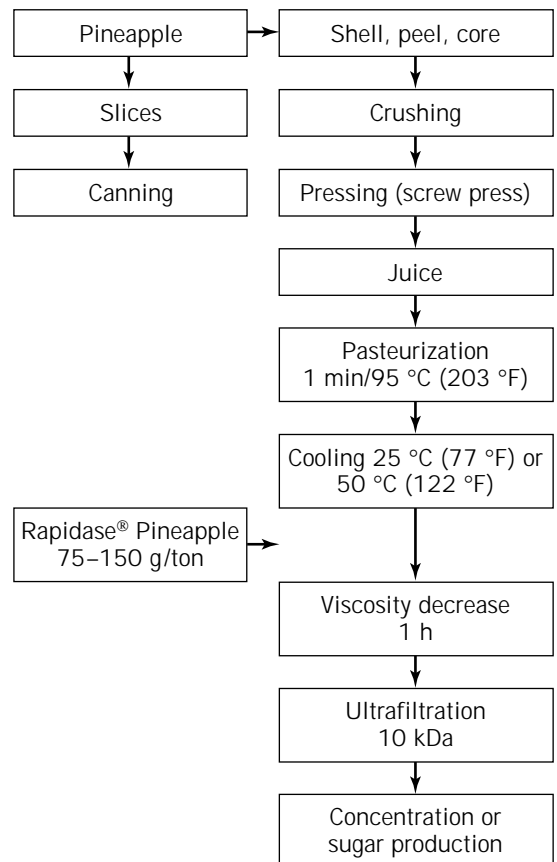 Pineapple
Shell, peel, core
Slices
Crushing
Canning
Pressing (screw press)
Juice
Pasteurization
1 min/95 °C (203 °F)
Cooling 25 °C (77 °F) or
50 °C (122 °F)
Rapidase® Pineapple
75–150 g/ton
Viscosity decrease
1 h
Ultrafiltration
10 kDa
Concentration or
sugar production